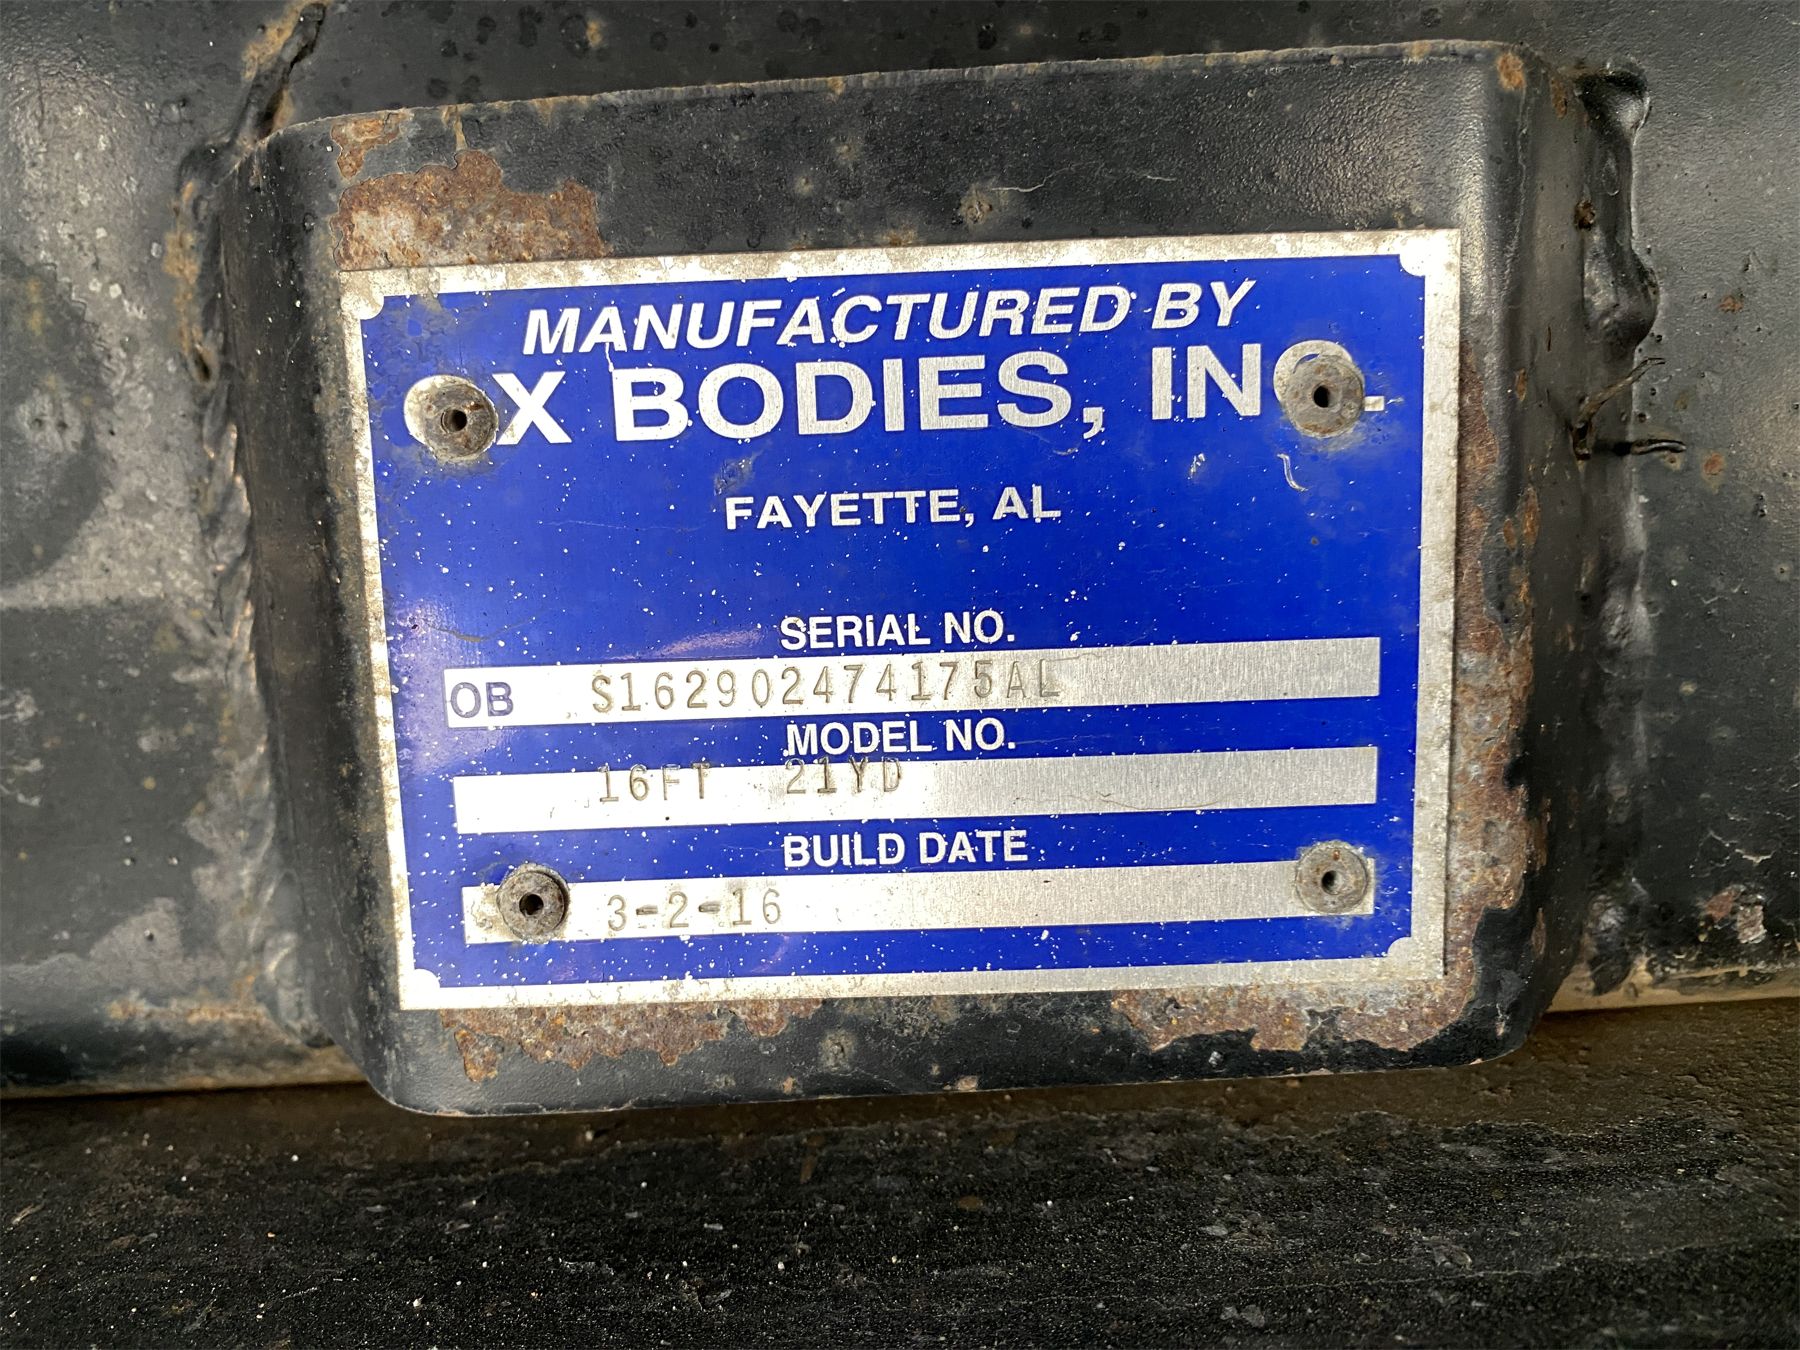 MANUFACTURED BY
OX BODIES, INC.
FAYETTE, AL
SERIAL NO.
OB S162902474175AL
MODEL NO.
16FT 21YD
BUILD DATE
3-2-16